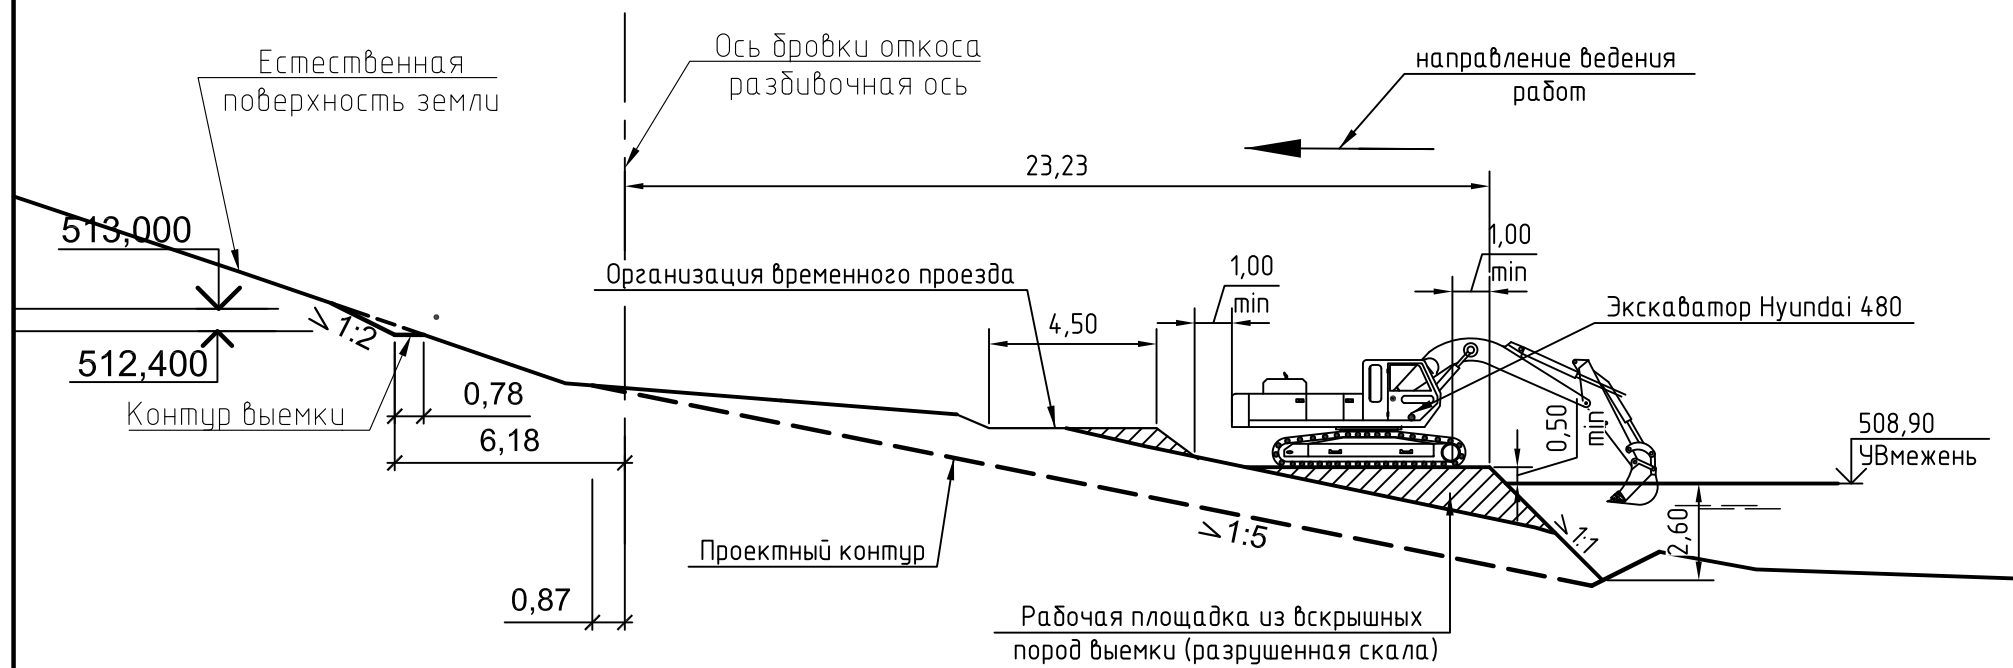 Естественная
поверхность земли
Ось бровки откоса
разбивочная ось
направление ведения
работ
23,23
513,000
1,00
min
Организация временного проезда
1,00
min
4,50
Экскаватор Hyundai 480
1:2
512,400
0,78
Контур выемки
6,18
0,50
min
508,90
УВмежень
1:5
1:1
2,60
Проектный контур
0,87
Рабочая площадка из вскрышных
пород выемки (разрушенная скала)